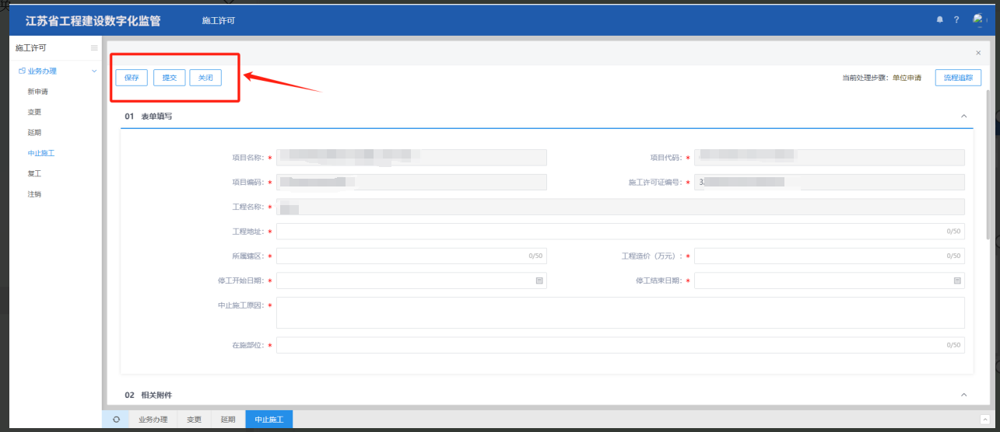 英
江苏省工程建设数字化监管 施工许可 ?
施工许可
业务办理
新申请
变更
延期
中止施工
复工
注销
×
保存 提交 关闭 当前处理步骤：单位申请 流程追踪
01 表单填写
项目名称：* 项目代码：*
项目编码：* 施工许可证编号：* 3
工程名称：*
工程地址：* 0/50
所属辖区：* 0/50 工程造价（万元）：* 0/50
停工开始日期：* 停工结束日期：*
中止施工原因：*
在施部位：* 0/50
02 相关附件
业务办理 变更 延期 中止施工